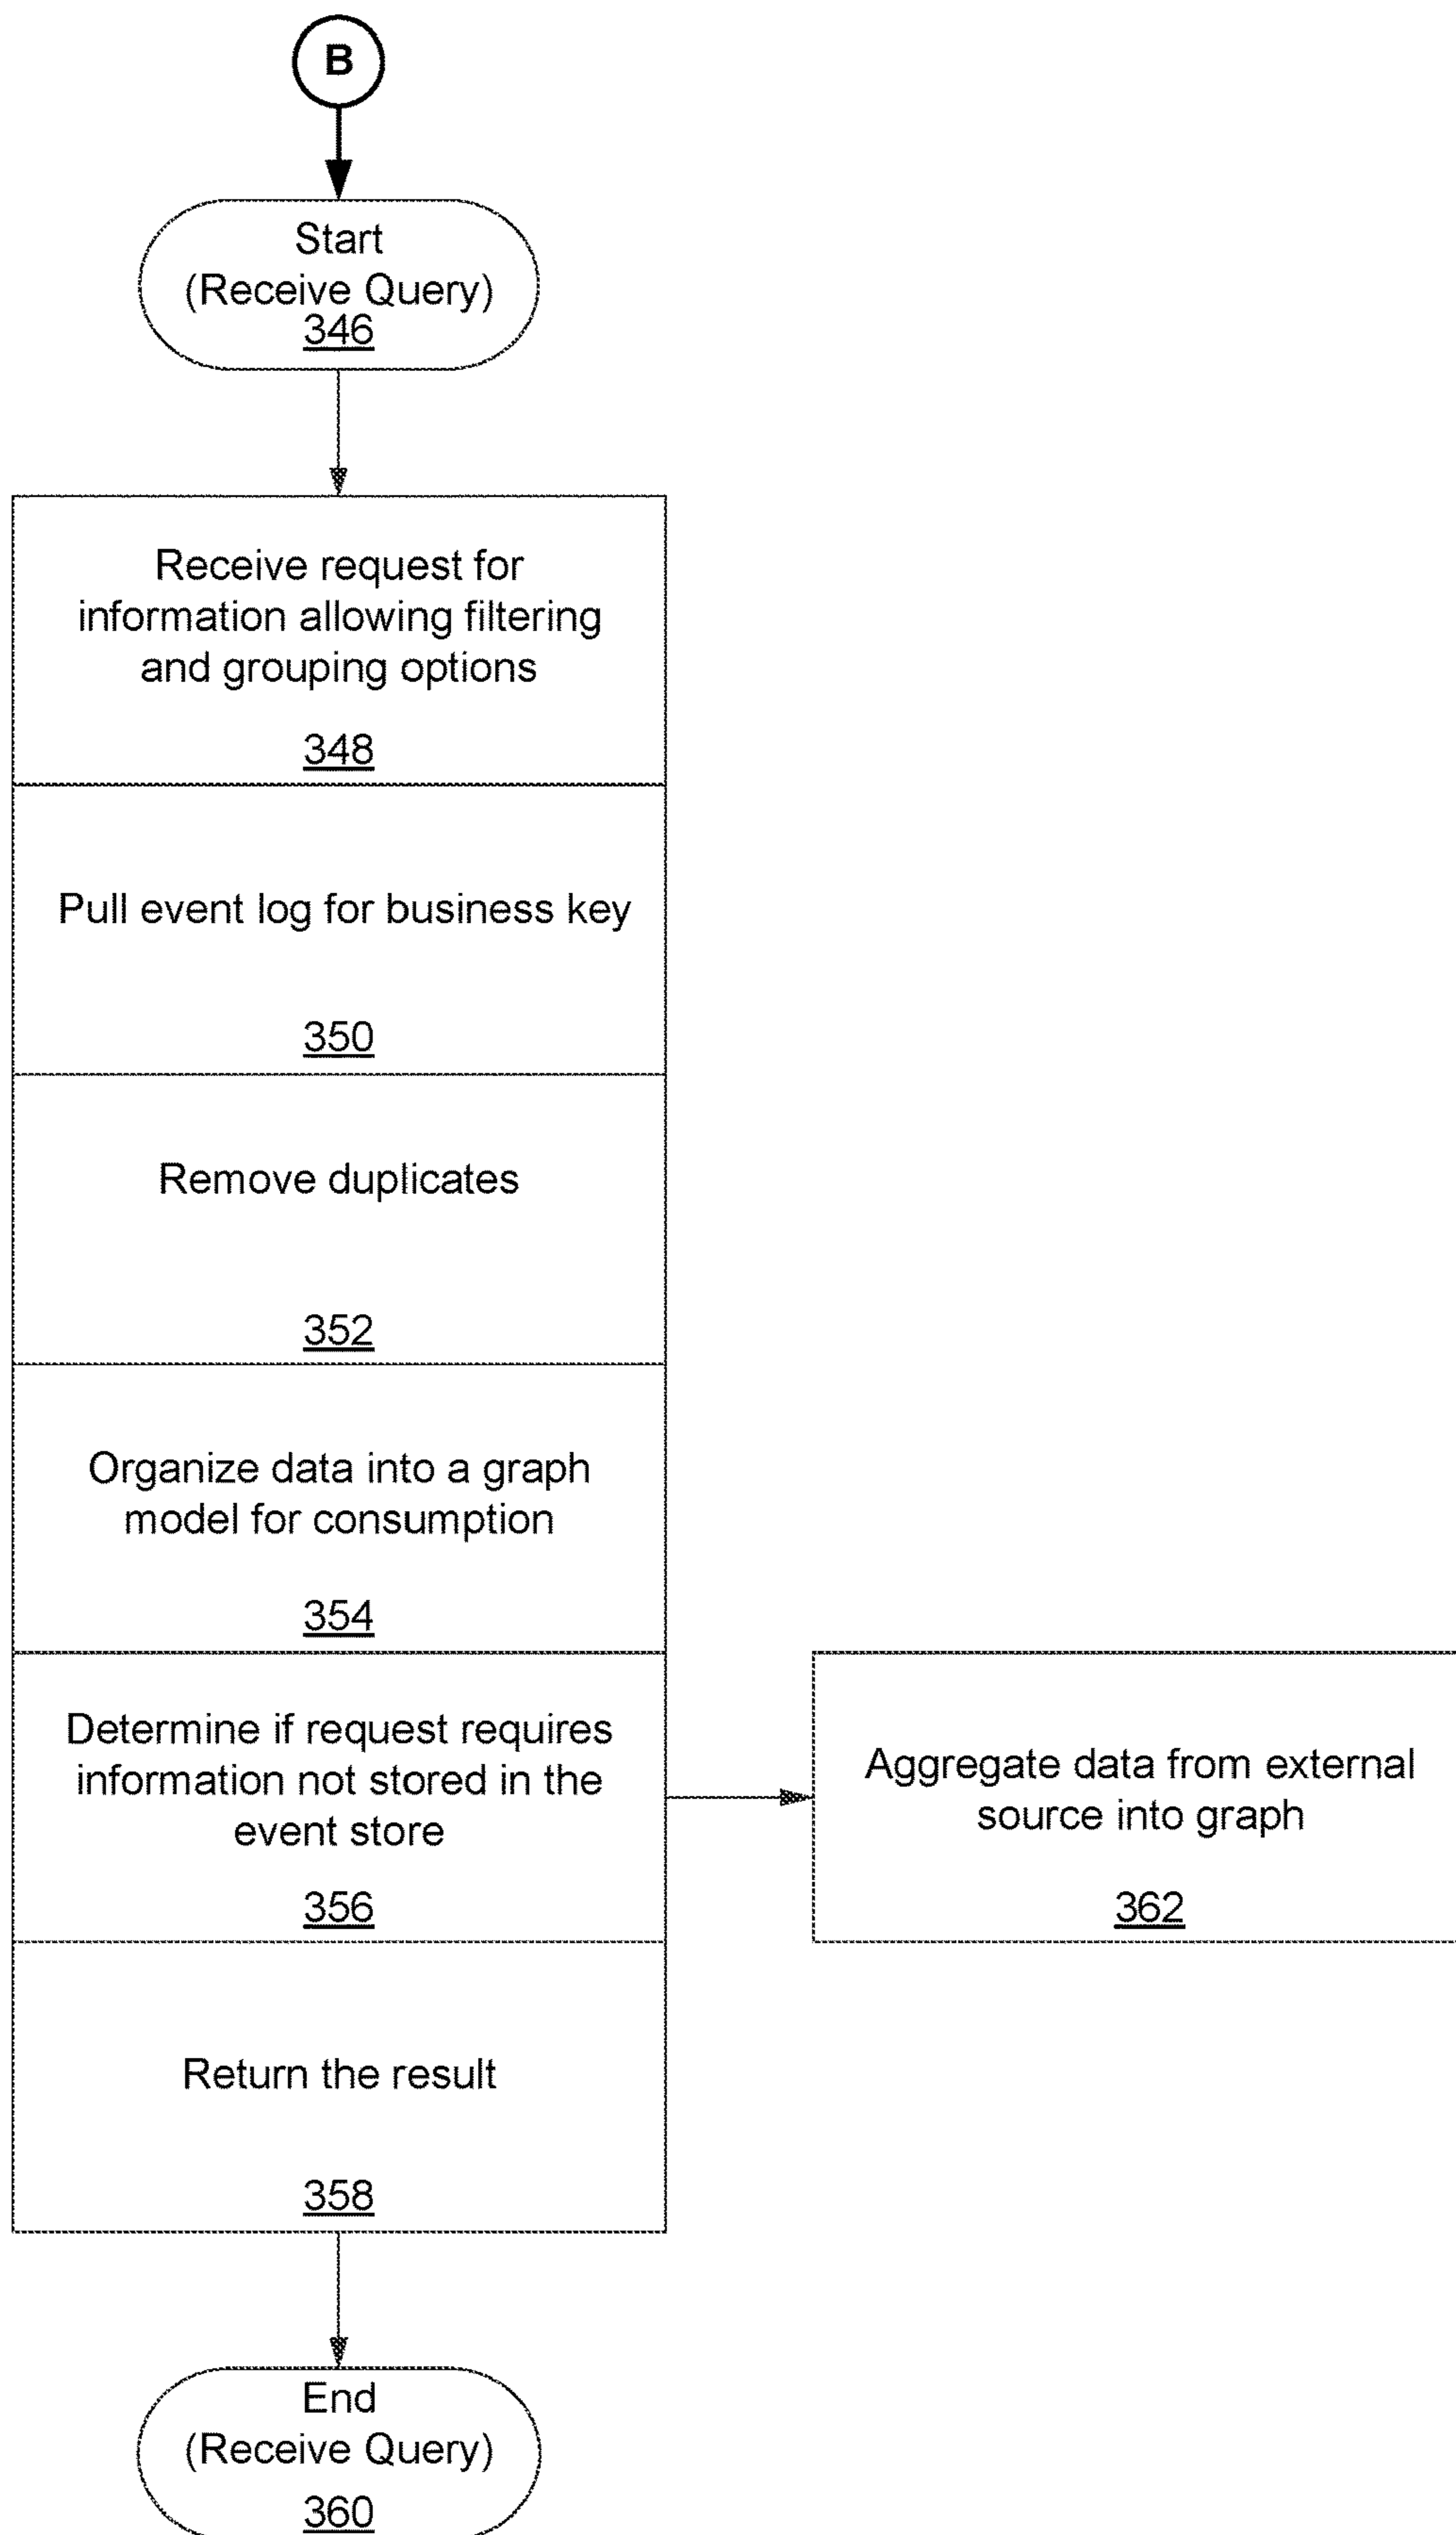 B
Start
(Receive Query)
346
Receive request for
information allowing filtering
and grouping options
348
Pull event log for business key
350
Remove duplicates
352
Organize data into a graph
model for consumption
354
Determine if request requires
information not stored in the
event store
356
Aggregate data from external
source into graph
362
Return the result
358
End
(Receive Query)
360